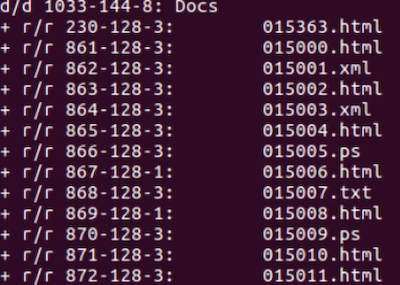 d/d 1033-144-8: Docs
+ r/r 230-128-3: 015363.html
+ r/r 861-128-3: 015000.html
+ r/r 862-128-3: 015001.xml
+ r/r 863-128-3: 015002.html
+ r/r 864-128-3: 015003.xml
+ r/r 865-128-3: 015004.html
+ r/r 866-128-3: 015005.ps
+ r/r 867-128-1: 015006.html
+ r/r 868-128-3: 015007.txt
+ r/r 869-128-1: 015008.html
+ r/r 870-128-3: 015009.ps
+ r/r 871-128-3: 015010.html
+ r/r 872-128-3: 015011.html